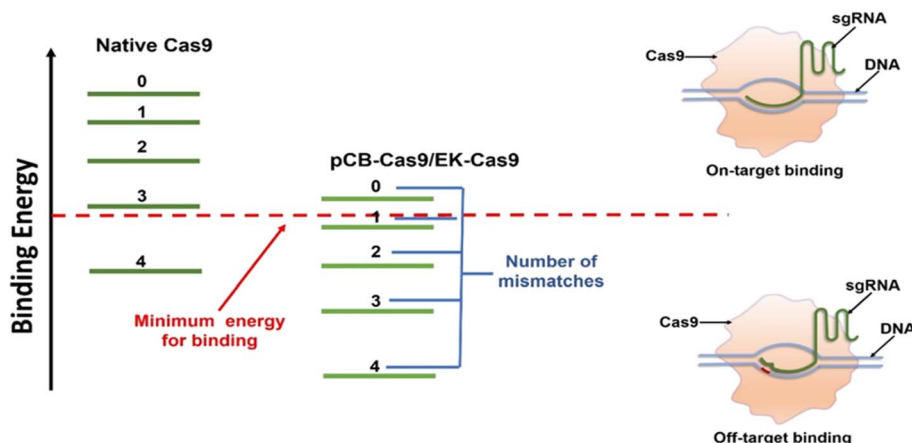 Binding Energy
Native Cas9
0
1
2
3
4
Minimum energy
for binding
pCB-Cas9/EK-Cas9
0
1
2
3
4
Number of
mismatches
sgRNA
Cas9
DNA
On-target binding
sgRNA
Cas9
DNA
Off-target binding